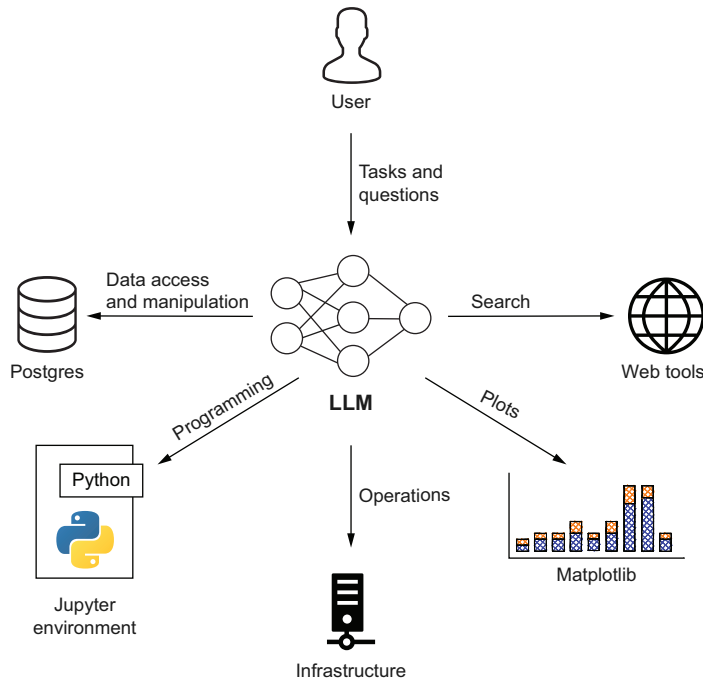 User
Tasks and
questions
Data access
and manipulation
Search
Postgres
Web tools
LLM
Programming
Plots
Python
Operations
Matplotlib
Jupyter
environment
Infrastructure